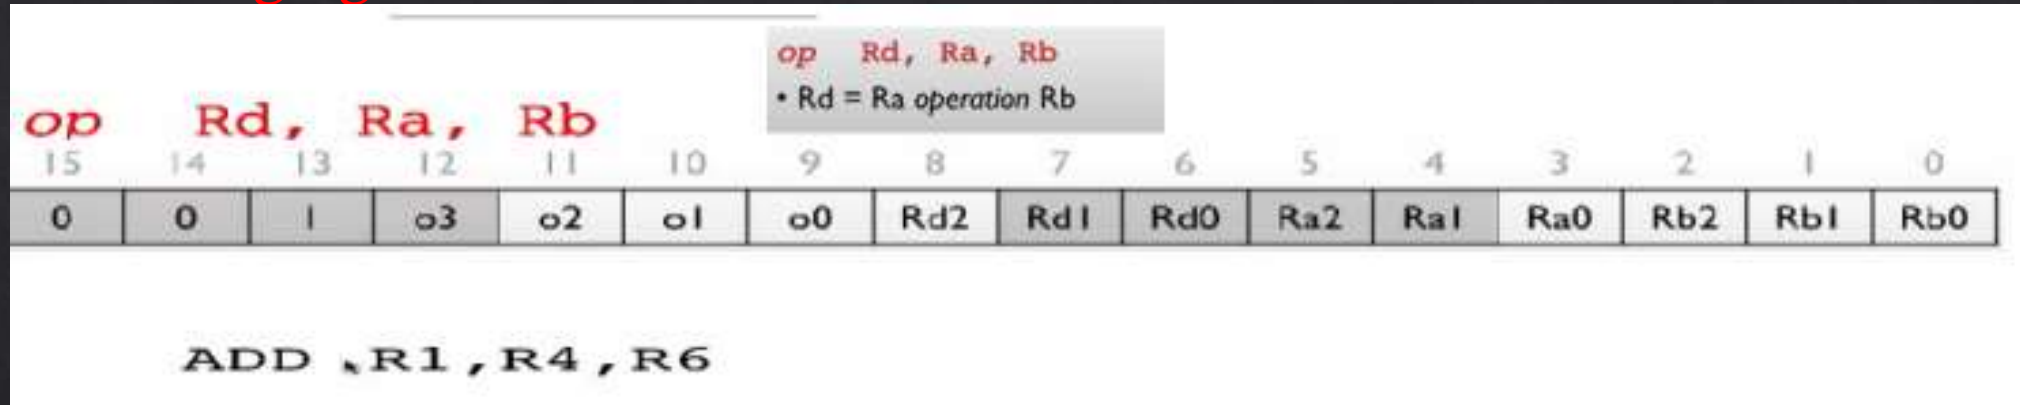 op Rd, Ra, Rb
• Rd = Ra operation Rb
op Rd, Ra, Rb
15 14 13 12 11 10 9 8 7 6 5 4 3 2 1 0
0 0 1 o3 o2 o1 o0 Rd2 Rd1 Rd0 Ra2 Ra1 Ra0 Rb2 Rb1 Rb0
ADD R1,R4,R6